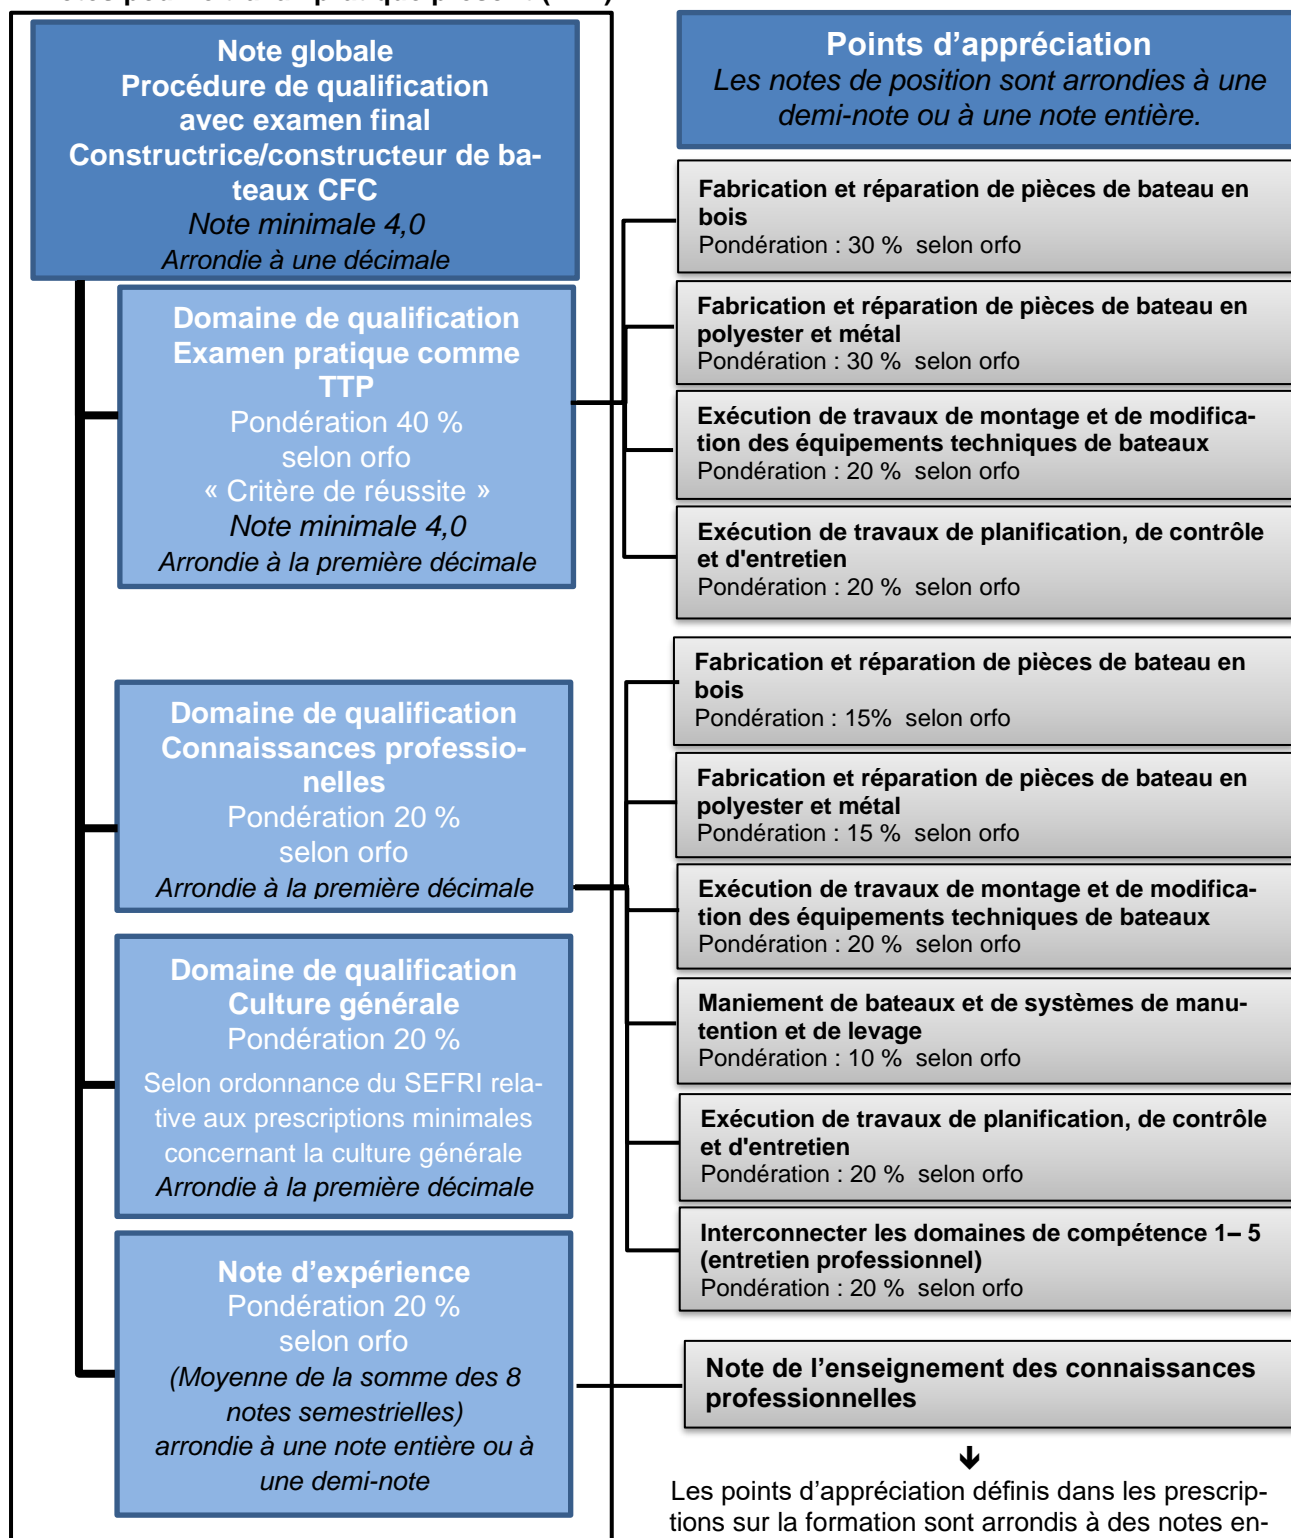 Note globale
Procédure de qualification
avec examen final
Constructrice/constructeur de ba-
teaux CFC
Note minimale 4,0
Arrondie à une décimale
Domaine de qualification
Examen pratique comme
TTP
Pondération 40 %
selon orfo
« Critère de réussite »
Note minimale 4,0
Arrondie à la première décimale
Domaine de qualification
Connaissances professio-
nelles
Pondération 20 %
selon orfo
Arrondie à la première décimale
Domaine de qualification
Culture générale
Pondération 20 %
Selon ordonnance du SEFRI rela-
tive aux prescriptions minimales
concernant la culture générale
Arrondie à la première décimale
Note d’expérience
Pondération 20 %
selon orfo
(Moyenne de la somme des 8
notes semestrielles)
arrondie à une note entière ou à
une demi-note
Points d’appréciation
Les notes de position sont arrondies à une
demi-note ou à une note entière.
Fabrication et réparation de pièces de bateau en
bois
Pondération : 30 % selon orfo
Fabrication et réparation de pièces de bateau en
polyester et métal
Pondération : 30 % selon orfo
Exécution de travaux de montage et de modifica-
tion des équipements techniques de bateaux
Pondération : 20 % selon orfo
Exécution de travaux de planification, de contrôle
et d'entretien
Pondération : 20 % selon orfo
Fabrication et réparation de pièces de bateau en
bois
Pondération : 15% selon orfo
Fabrication et réparation de pièces de bateau en
polyester et métal
Pondération : 15 % selon orfo
Exécution de travaux de montage et de modifica-
tion des équipements techniques de bateaux
Pondération : 20 % selon orfo
Maniement de bateaux et de systèmes de manu-
tention et de levage
Pondération : 10 % selon orfo
Exécution de travaux de planification, de contrôle
et d'entretien
Pondération : 20 % selon orfo
Interconnecter les domaines de compétence 1– 5
(entretien professionnel)
Pondération : 20 % selon orfo
Note de l’enseignement des connaissances
professionnelles
Les points d’appréciation définis dans les prescrip-
tions sur la formation sont arrondis à des notes en-